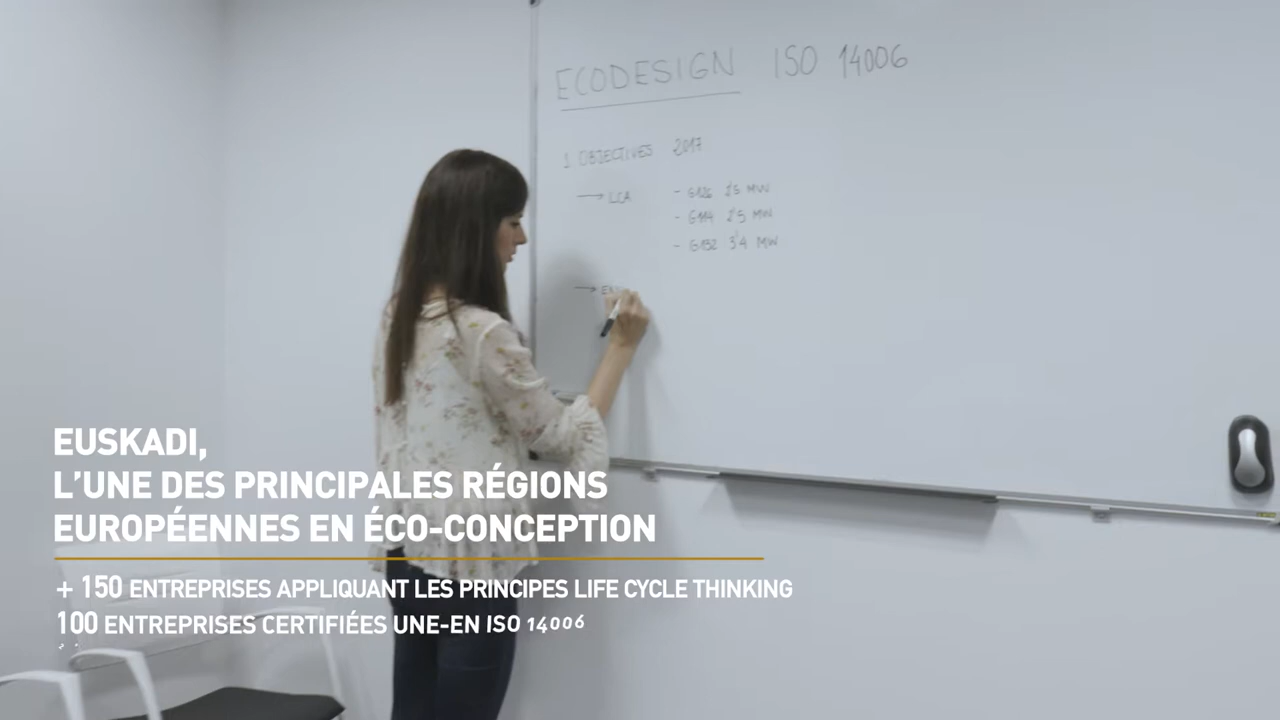 ECODESIGN ISO 14006
1 OBJECTIVES 2017
→ LCA - G126 2'5 MW
- G114 2'5 MW
- G132 3'4 MW
→ EN
EUSKADI,
L'UNE DES PRINCIPALES RÉGIONS
EUROPÉENNES EN ÉCO-CONCEPTION
+ 150 ENTREPRISES APPLIQUANT LES PRINCIPES LIFE CYCLE THINKING
100 ENTREPRISES CERTIFIÉES UNE-EN ISO 14006